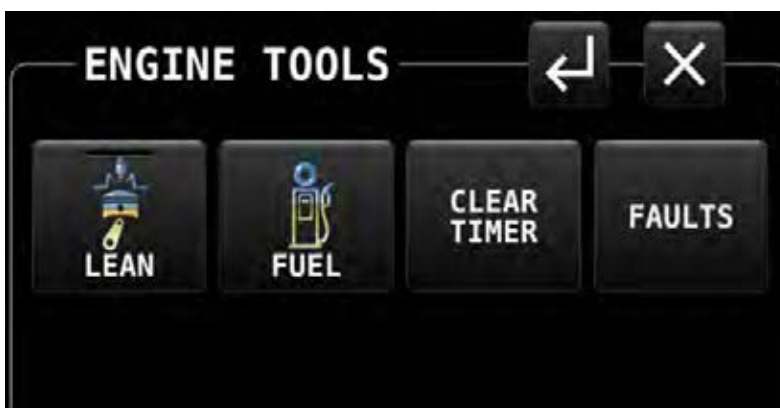 ENGINE TOOLS
LEAN
FUEL
CLEAR
TIMER
FAULTS